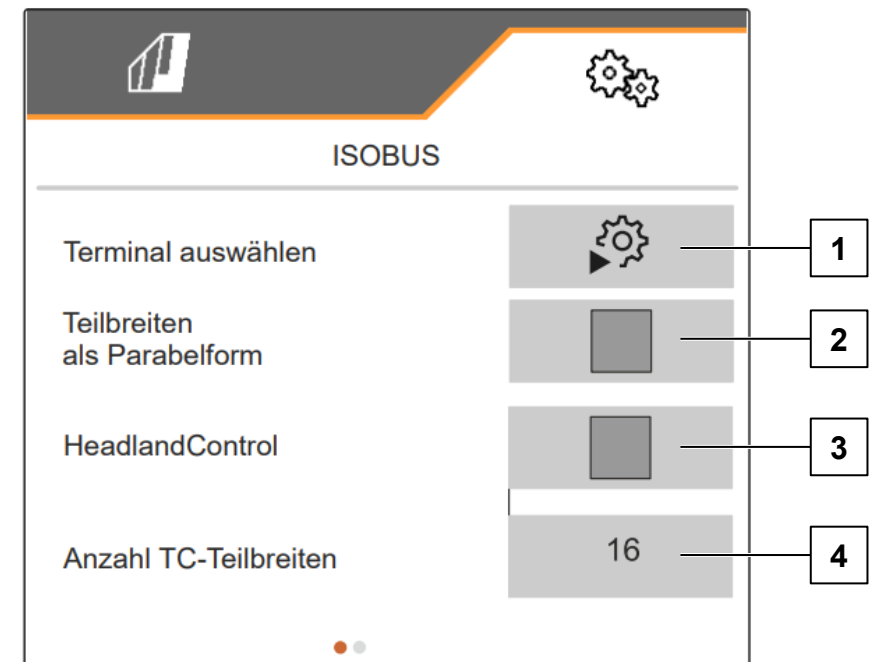 ISOBUS
Terminal auswählen
1
Teilbreiten
als Parabelform
2
HeadlandControl
3
Anzahl TC-Teilbreiten
16
4